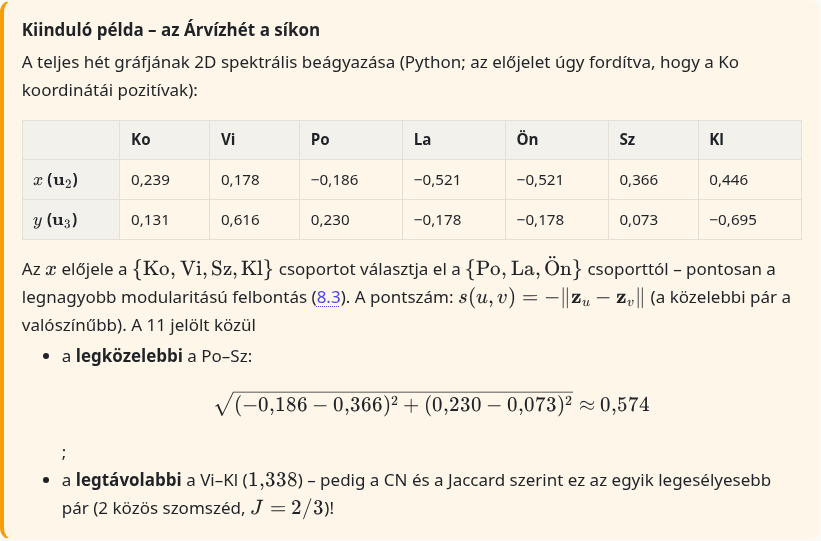 Kiinduló példa – az Árvízhét a síkon
A teljes hét gráfjának 2D spektrális beágyazása (Python; az előjelet úgy fordítva, hogy a Ko
koordinátái pozitívak):
Ko Vi Po La Ön Sz Kl
x (u₂) 0,239 0,178 −0,186 −0,521 −0,521 0,366 0,446
y (u₃) 0,131 0,616 0,230 −0,178 −0,178 0,073 −0,695
Az x előjele a {Ko, Vi, Sz, Kl} csoportot választja el a {Po, La, Ön} csoporttól – pontosan a
legnagyobb modularitású felbontás (8.3). A pontszám: s(u, v) = −‖z_u − z_v‖ (a közelebbi pár a
valószínűbb). A 11 jelölt közül
• a legközelebbi a Po–Sz:
√((−0,186 − 0,366)² + (0,230 − 0,073)²) ≈ 0,574
;
• a legtávolabbi a Vi–Kl (1,338) – pedig a CN és a Jaccard szerint ez az egyik legesélyesebb
pár (2 közös szomszéd, J = 2/3)!